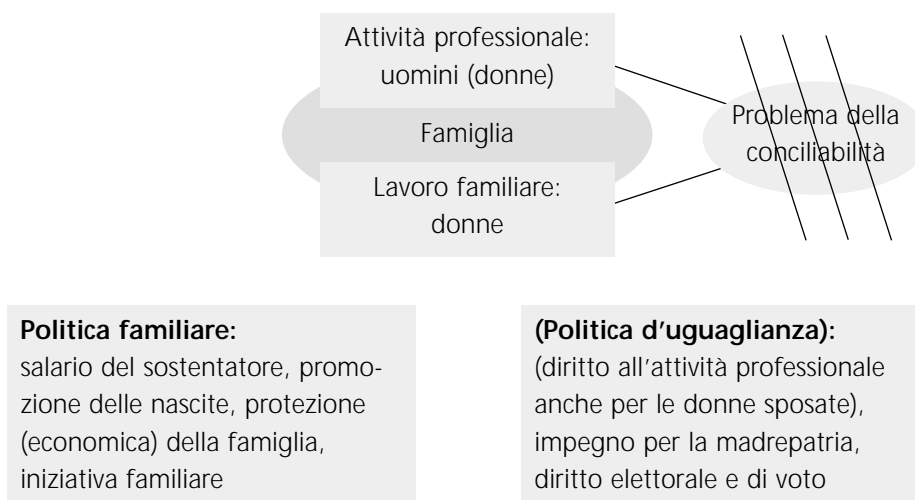 Attività professionale:
uomini (donne)
Famiglia
Lavoro familiare:
donne
Problema della
conciliabilità
Politica familiare:
salario del sostentatore, promo-
zione delle nascite, protezione
(economica) della famiglia,
iniziativa familiare
(Politica d'uguaglianza):
(diritto all'attività professionale
anche per le donne sposate),
impegno per la madrepatria,
diritto elettorale e di voto